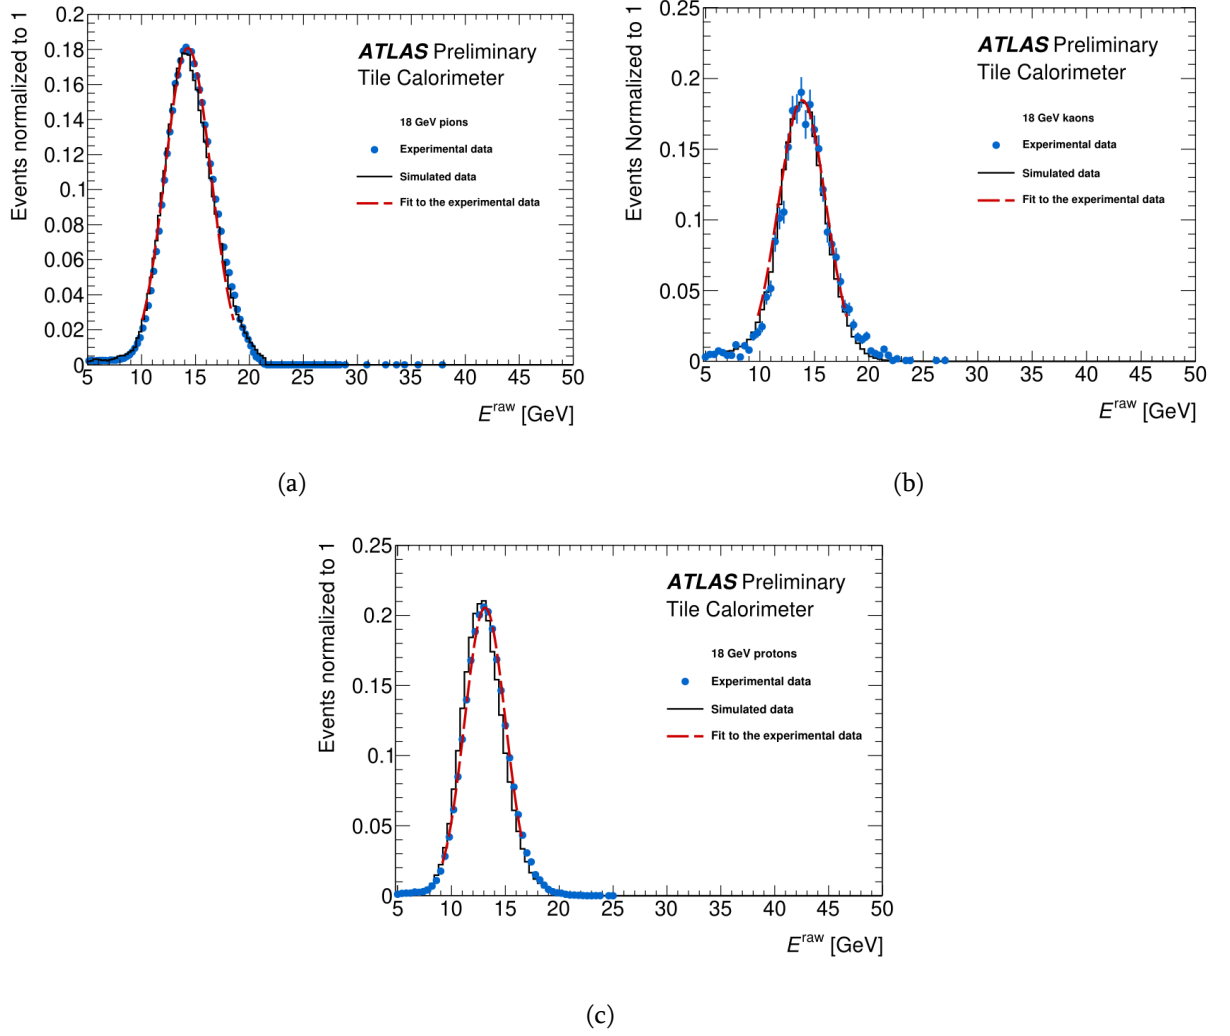 0.2
0.18
0.16
0.14
0.12
0.1
0.08
0.06
0.04
0.02
0
Events normalized to 1
ATLAS Preliminary
Tile Calorimeter
18 GeV pions
Experimental data
Simulated data
Fit to the experimental data
5 10 15 20 25 30 35 40 45 50
E^raw [GeV]
(a)
0.25
0.2
0.15
0.1
0.05
0
Events Normalized to 1
ATLAS Preliminary
Tile Calorimeter
18 GeV kaons
Experimental data
Simulated data
Fit to the experimental data
5 10 15 20 25 30 35 40 45 50
E^raw [GeV]
(b)
0.25
0.2
0.15
0.1
0.05
0
Events normalized to 1
ATLAS Preliminary
Tile Calorimeter
18 GeV protons
Experimental data
Simulated data
Fit to the experimental data
5 10 15 20 25 30 35 40 45 50
E^raw [GeV]
(c)